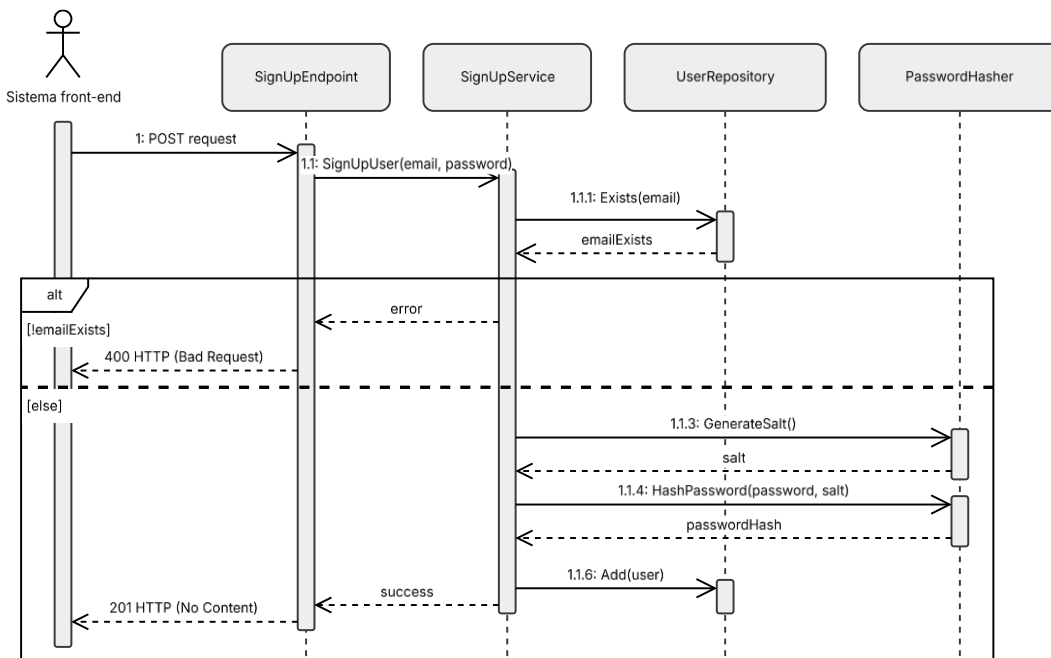 Sistema front-end
SignUpEndpoint
SignUpService
UserRepository
PasswordHasher
1: POST request
1.1: SignUpUser(email, password)
1.1.1: Exists(email)
emailExists
alt
[!emailExists]
error
400 HTTP (Bad Request)
[else]
1.1.3: GenerateSalt()
salt
1.1.4: HashPassword(password, salt)
passwordHash
1.1.6: Add(user)
success
201 HTTP (No Content)